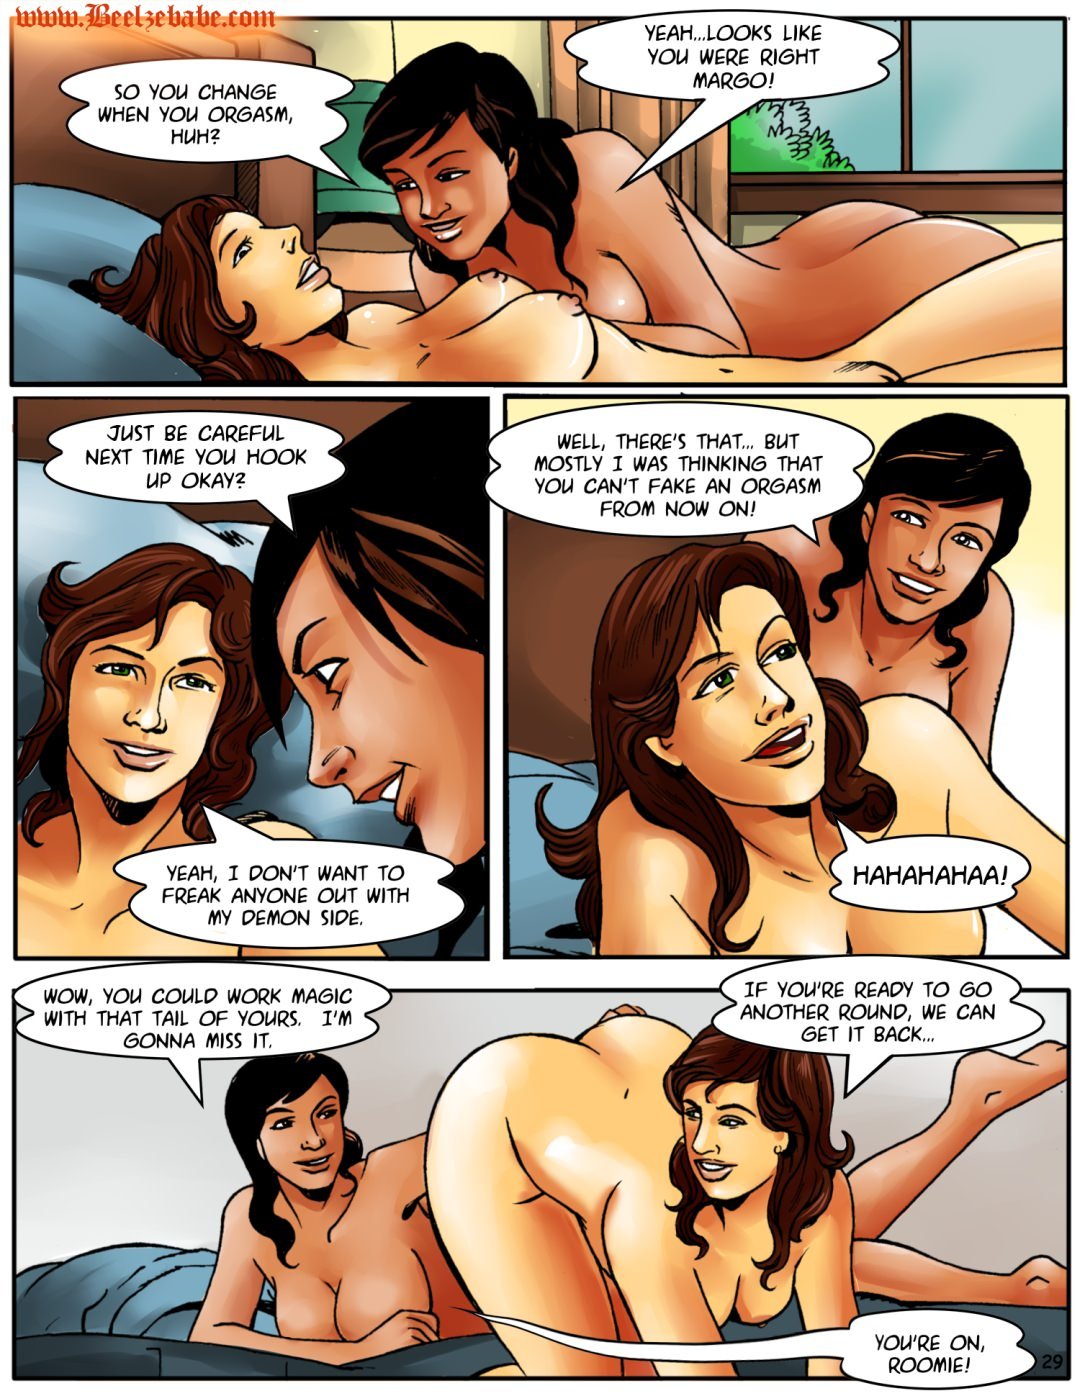 www.Beelzebabe.com
SO YOU CHANGE
WHEN YOU ORGASM,
HUH?
YEAH...LOOKS LIKE
YOU WERE RIGHT
MARGO!
JUST BE CAREFUL
NEXT TIME YOU HOOK
UP OKAY?
YEAH, I DON'T WANT TO
FREAK ANYONE OUT WITH
MY DEMON SIDE.
WELL, THERE'S THAT... BUT
MOSTLY I WAS THINKING THAT
YOU CAN'T FAKE AN ORGASM
FROM NOW ON!
HAHAHAHAA!
WOW, YOU COULD WORK MAGIC
WITH THAT TAIL OF YOURS. I'M
GONNA MISS IT.
IF YOU'RE READY TO GO
ANOTHER ROUND, WE CAN
GET IT BACK...
YOU'RE ON,
ROOMIE!
29